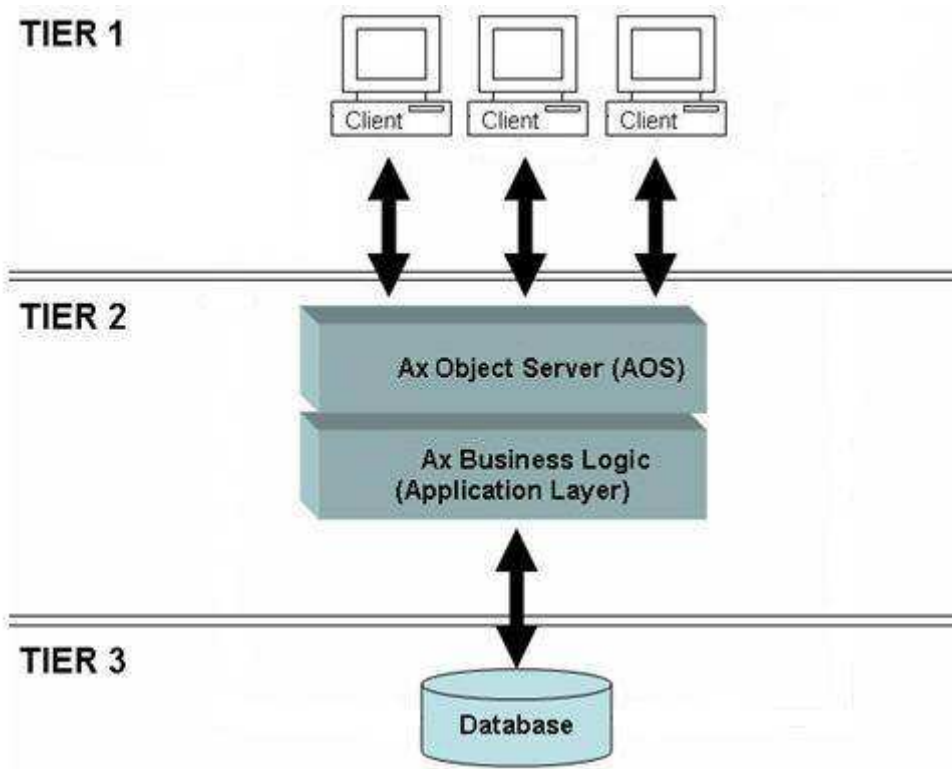 TIER 1
Client
Client
Client
TIER 2
Ax Object Server (AOS)
Ax Business Logic
(Application Layer)
TIER 3
Database